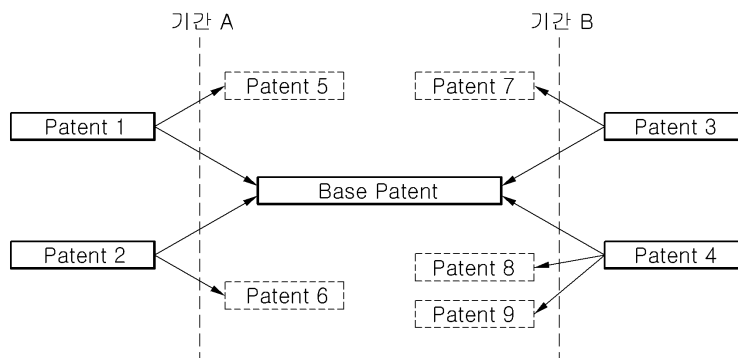 기간 A
기간 B
Patent 5
Patent 7
Patent 1
Patent 3
Base Patent
Patent 2
Patent 8
Patent 4
Patent 6
Patent 9